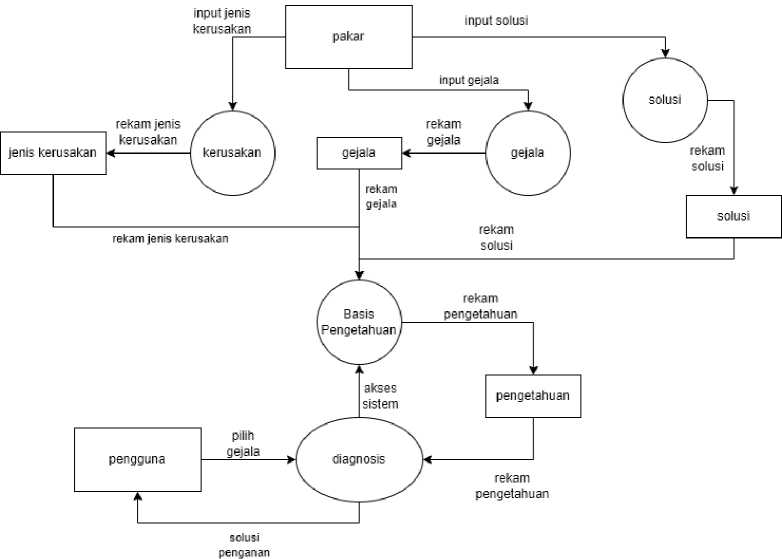 input jenis
kerusakan
pakar
input solusi
input gejala
solusi
rekam jenis
kerusakan
rekam
gejala
jenis kerusakan
kerusakan
gejala
gejala
rekam
solusi
rekam
gejala
solusi
rekam jenis kerusakan
rekam
solusi
Basis
Pengetahuan
rekam
pengetahuan
akses
sistem
pengetahuan
pengguna
pilih
gejala
diagnosis
rekam
pengetahuan
solusi
penganan